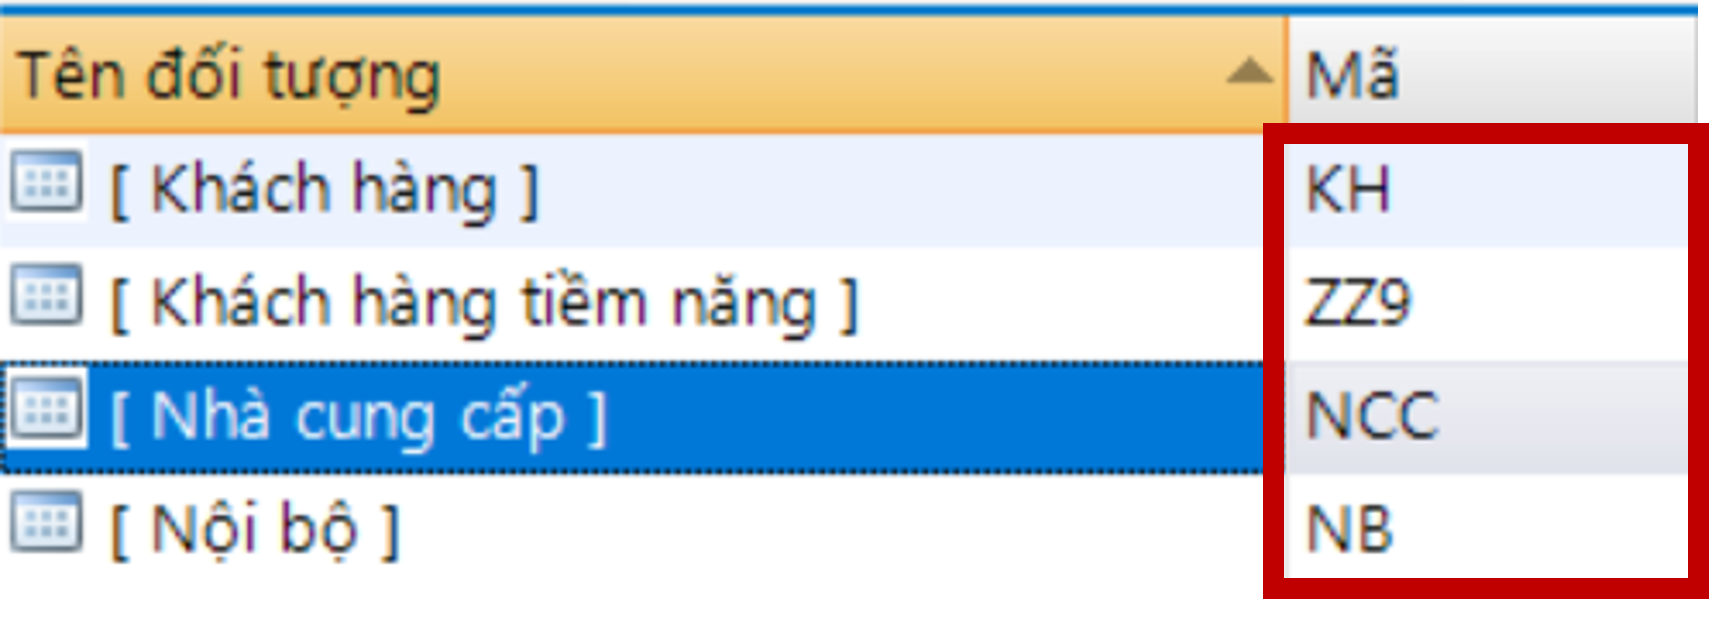 Tên đối tượng Mã
[ Khách hàng ] KH
[ Khách hàng tiềm năng ] ZZ9
[ Nhà cung cấp ] NCC
[ Nội bộ ] NB